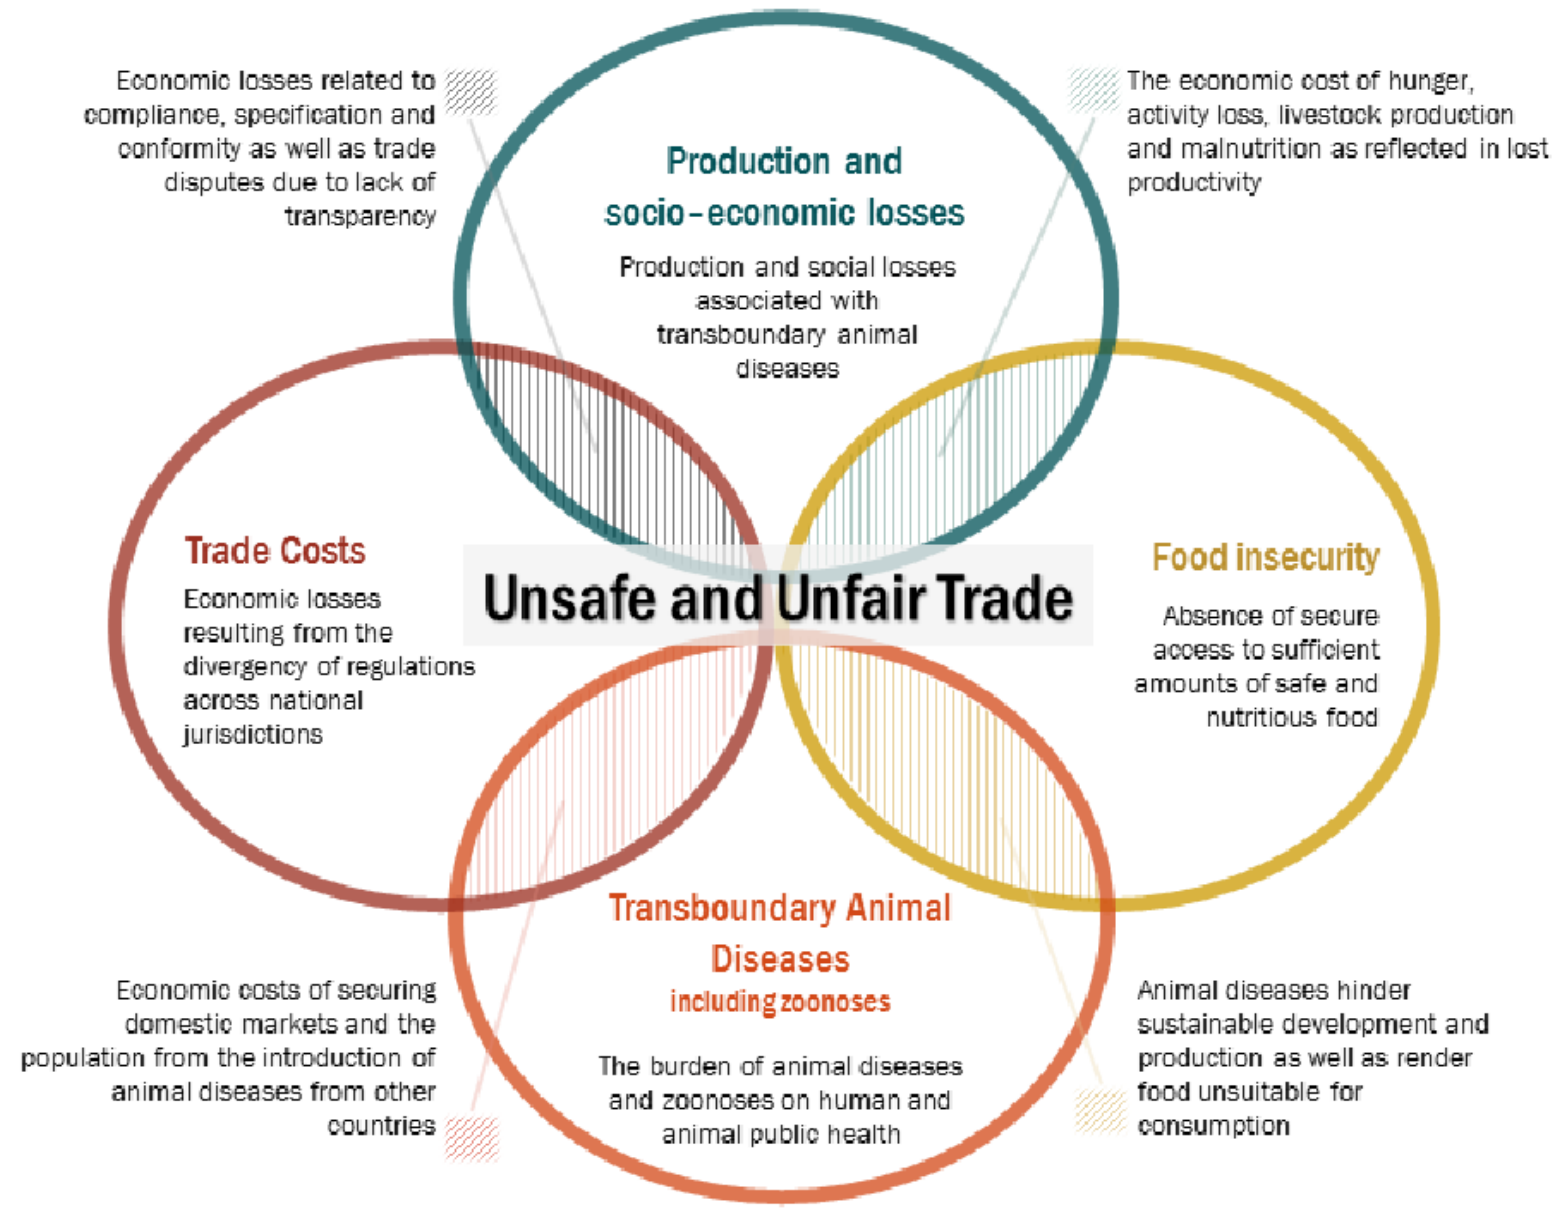 Economic losses related to
compliance, specification and
conformity as well as trade
disputes due to lack of
transparency
The economic cost of hunger,
activity loss, livestock production
and malnutrition as reflected in lost
productivity
Production and
socio-economic losses
Production and social losses
associated with
transboundary animal
diseases
Trade Costs
Economic losses
resulting from the
divergency of regulations
across national
jurisdictions
Unsafe and Unfair Trade
Food insecurity
Absence of secure
access to sufficient
amounts of safe and
nutritious food
Transboundary Animal
Diseases
including zoonoses
The burden of animal diseases
and zoonoses on human and
animal public health
Economic costs of securing
domestic markets and the
population from the introduction of
animal diseases from other
countries
Animal diseases hinder
sustainable development and
production as well as render
food unsuitable for
consumption